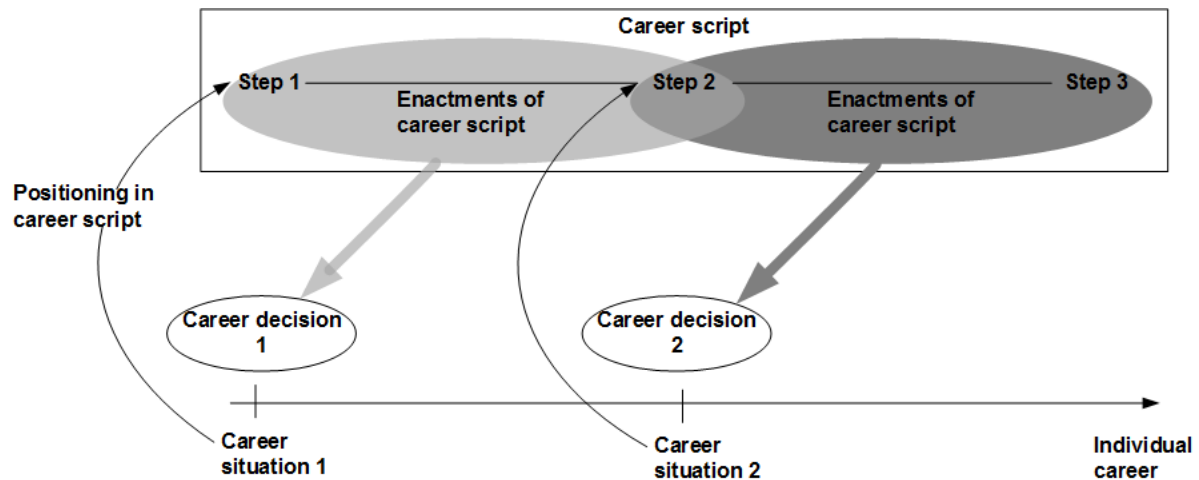 Career script
Step 1
Step 2
Step 3
Enactments of
career script
Enactments of
career script
Positioning in
career script
Career decision
1
Career decision
2
Career
situation 1
Career
situation 2
Individual
career